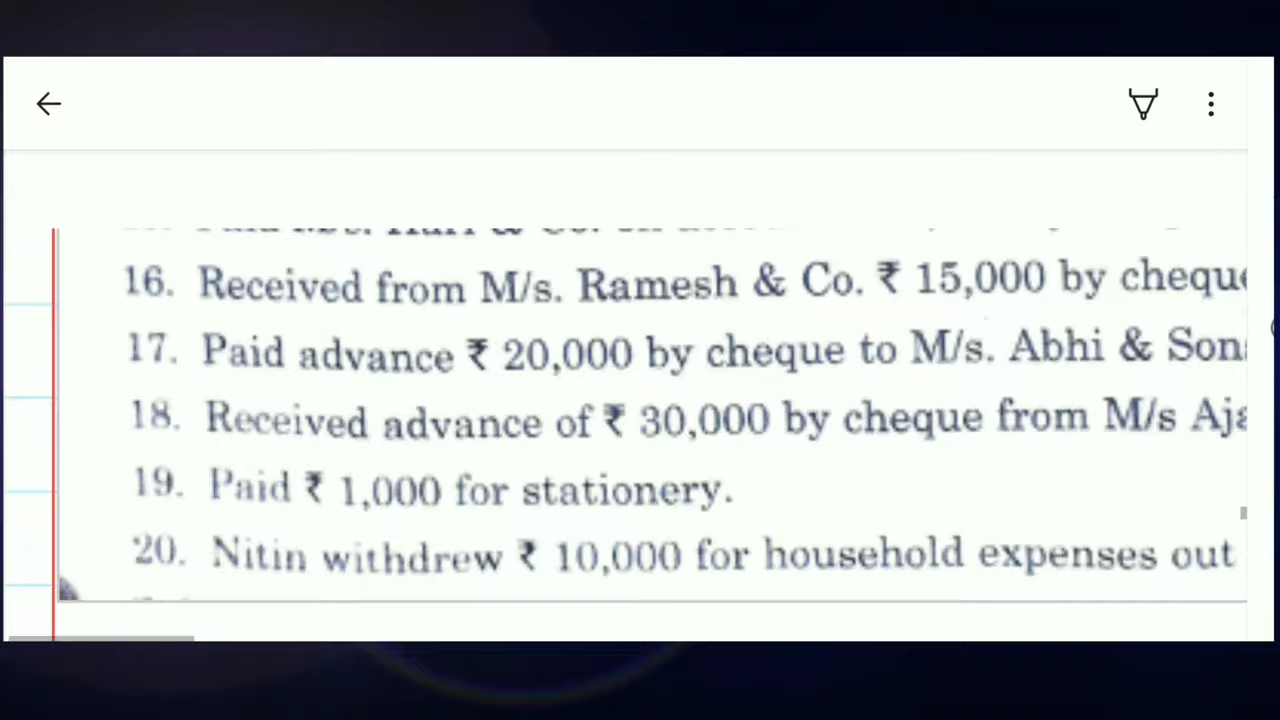 16. Received from M/s. Ramesh & Co. ₹ 15,000 by cheque
17. Paid advance ₹ 20,000 by cheque to M/s. Abhi & Sons
18. Received advance of ₹ 30,000 by cheque from M/s
19. Paid ₹ 1,000 for stationery.
20. Nitin withdrew ₹ 10,000 for household expenses out